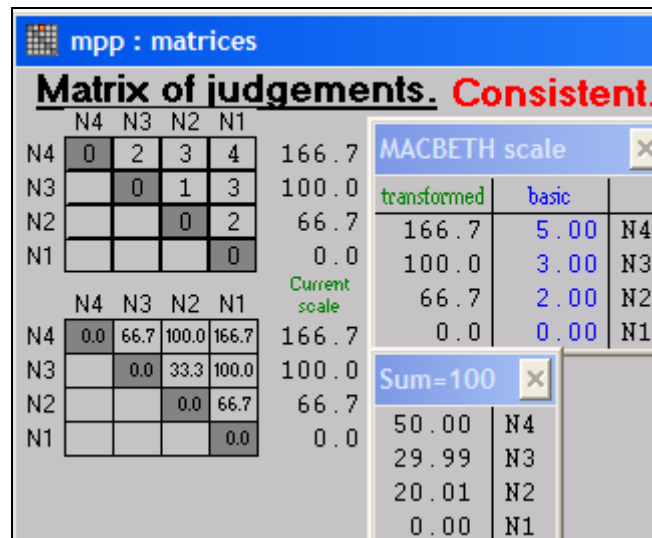 mpp : matrices
Matrix of judgements. Consistent.
N4 N3 N2 N1
N4 0 2 3 4 166.7
N3 0 1 3 100.0
N2 0 2 66.7
N1 0 0.0
Current
scale
N4 N3 N2 N1
N4 0.0 66.7 100.0 166.7 166.7
N3 0.0 33.3 100.0 100.0
N2 0.0 66.7 66.7
N1 0.0 0.0
MACBETH scale
transformed basic
166.7 5.00 N4
100.0 3.00 N3
66.7 2.00 N2
0.0 0.00 N1
Sum=100
50.00 N4
29.99 N3
20.01 N2
0.00 N1